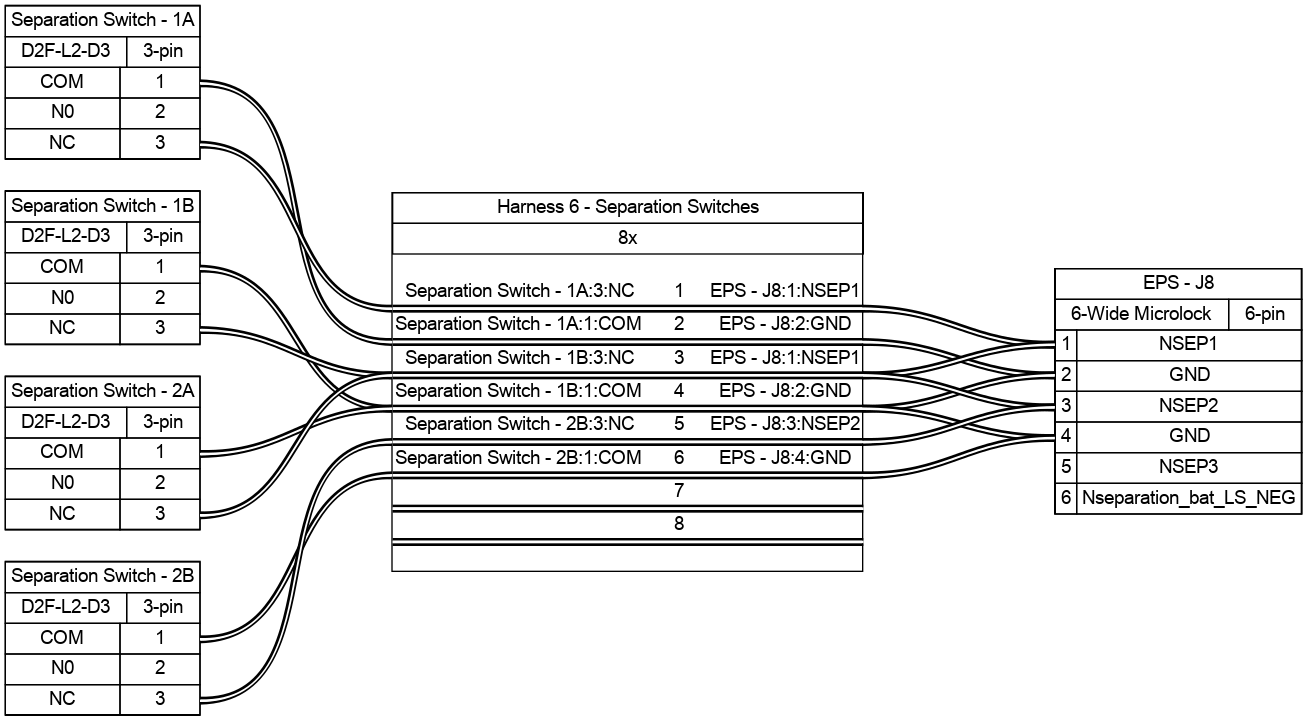 Separation Switch - 1A
D2F-L2-D3 3-pin
COM 1
N0 2
NC 3
Separation Switch - 1B
D2F-L2-D3 3-pin
COM 1
N0 2
NC 3
Separation Switch - 2A
D2F-L2-D3 3-pin
COM 1
N0 2
NC 3
Separation Switch - 2B
D2F-L2-D3 3-pin
COM 1
N0 2
NC 3
Harness 6 - Separation Switches
8x
Separation Switch - 1A:3:NC 1 EPS - J8:1:NSEP1
Separation Switch - 1A:1:COM 2 EPS - J8:2:GND
Separation Switch - 1B:3:NC 3 EPS - J8:1:NSEP1
Separation Switch - 1B:1:COM 4 EPS - J8:2:GND
Separation Switch - 2B:3:NC 5 EPS - J8:3:NSEP2
Separation Switch - 2B:1:COM 6 EPS - J8:4:GND
7
8
EPS - J8
6-Wide Microlock 6-pin
1 NSEP1
2 GND
3 NSEP2
4 GND
5 NSEP3
6 Nseparation_bat_LS_NEG